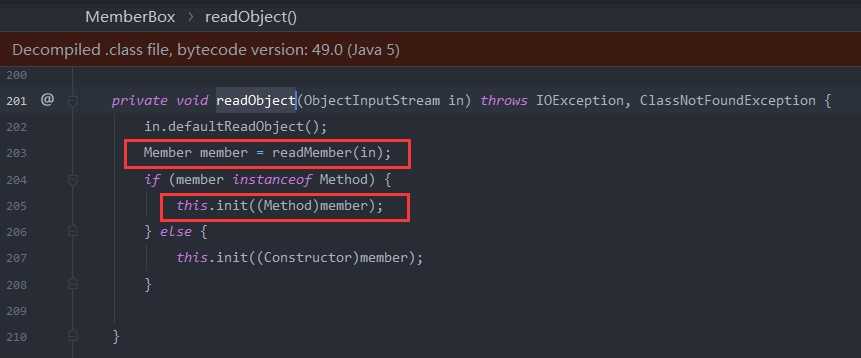 MemberBox > readObject()
Decompiled .class file, bytecode version: 49.0 (Java 5)
200
201 @ private void readObject(ObjectInputStream in) throws IOException, ClassNotFoundException {
202 in.defaultReadObject();
203 Member member = readMember(in);
204 if (member instanceof Method) {
205 this.init((Method)member);
206 } else {
207 this.init((Constructor)member);
208 }
209
210 }